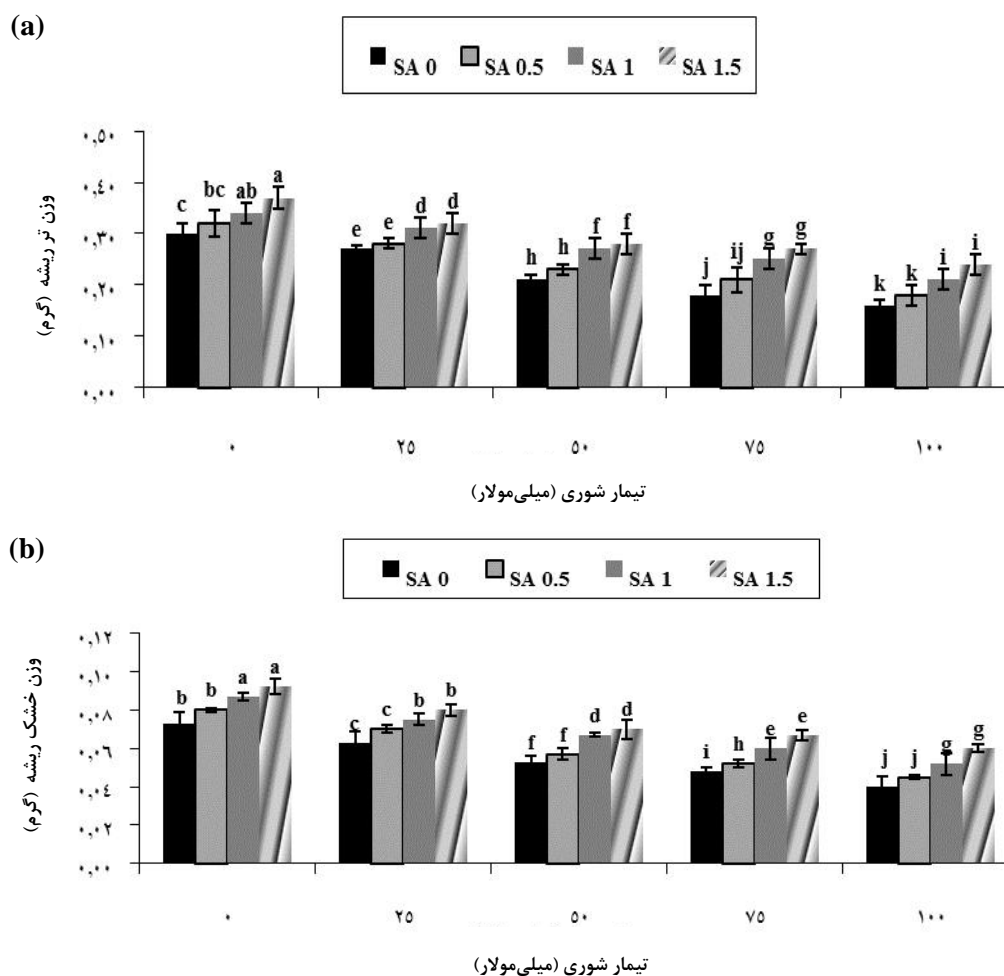 (a)
SA 0 SA 0.5 SA 1 SA 1.5
وزن تر ریشه (گرم)
۰,۵۰
۰,۴۰
۰,۳۰
۰,۲۰
۰,۱۰
۰,۰۰
c bc ab a e e d d h h f f j ij g g k k i i
۰ ۲۵ ۵۰ ۷۵ ۱۰۰
تیمار شوری (میلی‌مولار)
(b)
SA 0 SA 0.5 SA 1 SA 1.5
وزن خشک ریشه (گرم)
۰,۱۲
۰,۱۰
۰,۰۸
۰,۰۶
۰,۰۴
۰,۰۲
۰,۰۰
b b a a c c b b f f d d i h e e j j g g
۰ ۲۵ ۵۰ ۷۵ ۱۰۰
تیمار شوری (میلی‌مولار)